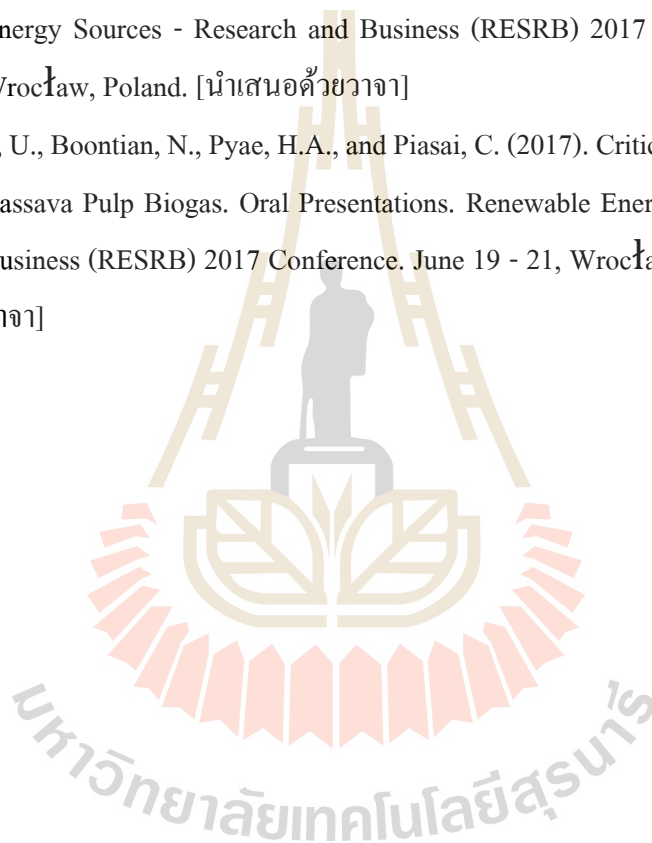 nergy Sources - Research and Business (RESRB) 2017
Wrocław, Poland. [นำเสนอด้วยวาจา]
, U., Boontian, N., Pyae, H.A., and Piasai, C. (2017). Critic
assava Pulp Biogas. Oral Presentations. Renewable Ener
usiness (RESRB) 2017 Conference. June 19 - 21, Wrocła
าจา]
มหาวิทยาลัยเทคโนโลยีสุรนารี